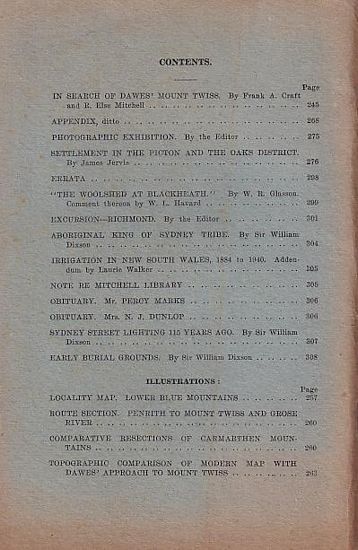 CONTENTS.
Page
IN SEARCH OF DAWES' MOUNT TWISS. By Frank A. Craft
and R. Else Mitchell .. .. .. .. .. .. .. .. .. .. .. .. 245
APPENDIX, ditto .. .. .. .. .. .. .. .. .. .. .. .. .. 268
PHOTOGRAPHIC EXHIBITION. By the Editor .. .. .. .. .. .. 275
SETTLEMENT IN THE PICTON AND THE OAKS DISTRICT.
By James Jervis .. .. .. .. .. .. .. .. .. .. .. .. .. 276
ERRATA .. .. .. .. .. .. .. .. .. .. .. .. .. .. .. 298
"THE WOOLSHED AT BLACKHEATH." By W. R. Glasson.
Comment thereon by W. L. Havard .. .. .. .. .. .. .. .. 299
EXCURSION—RICHMOND. By the Editor .. .. .. .. .. .. .. 301
ABORIGINAL KING OF SYDNEY TRIBE. By Sir William
Dixson .. .. .. .. .. .. .. .. .. .. .. .. .. .. .. 304
IRRIGATION IN NEW SOUTH WALES, 1884 to 1940. Adden-
dum by Laurie Walker .. .. .. .. .. .. .. .. .. .. .. 305
NOTE RE MITCHELL LIBRARY .. .. .. .. .. .. .. .. .. 305
OBITUARY. Mr. PERCY MARKS .. .. .. .. .. .. .. .. .. 306
OBITUARY. Mrs. N. J. DUNLOP .. .. .. .. .. .. .. .. .. 306
SYDNEY STREET LIGHTING 115 YEARS AGO. By Sir William
Dixson .. .. .. .. .. .. .. .. .. .. .. .. .. .. .. 307
EARLY BURIAL GROUNDS. By Sir William Dixson .. .. .. .. 308
ILLUSTRATIONS :
Page
LOCALITY MAP. LOWER BLUE MOUNTAINS .. .. .. .. .. 257
ROUTE SECTION. PENRITH TO MOUNT TWISS AND GROSE
RIVER .. .. .. .. .. .. .. .. .. .. .. .. .. .. .. 260
COMPARATIVE RESECTIONS OF CARMARTHEN MOUN-
TAINS .. .. .. .. .. .. .. .. .. .. .. .. .. .. .. 260
TOPOGRAPHIC COMPARISON OF MODERN MAP WITH
DAWES' APPROACH TO MOUNT TWISS .. .. .. .. .. .. 263